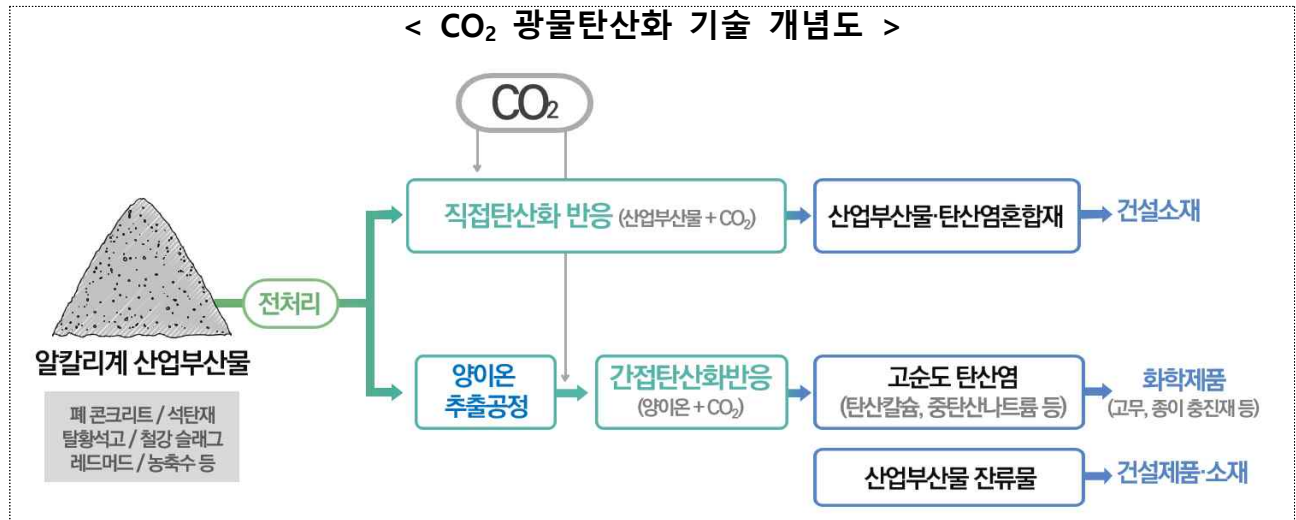 < CO₂ 광물탄산화 기술 개념도 >
CO₂
직접탄산화 반응 (산업부산물 + CO₂)
산업부산물·탄산염혼합재
건설소재
전처리
알칼리계 산업부산물
폐 콘크리트 / 석탄재
탈황석고 / 철강 슬래그
레드머드 / 농축수 등
양이온
추출공정
간접탄산화반응
(양이온 + CO₂)
고순도 탄산염
(탄산칼슘, 중탄산나트륨 등)
화학제품
(고무, 종이 충진재 등)
산업부산물 잔류물
건설제품·소재